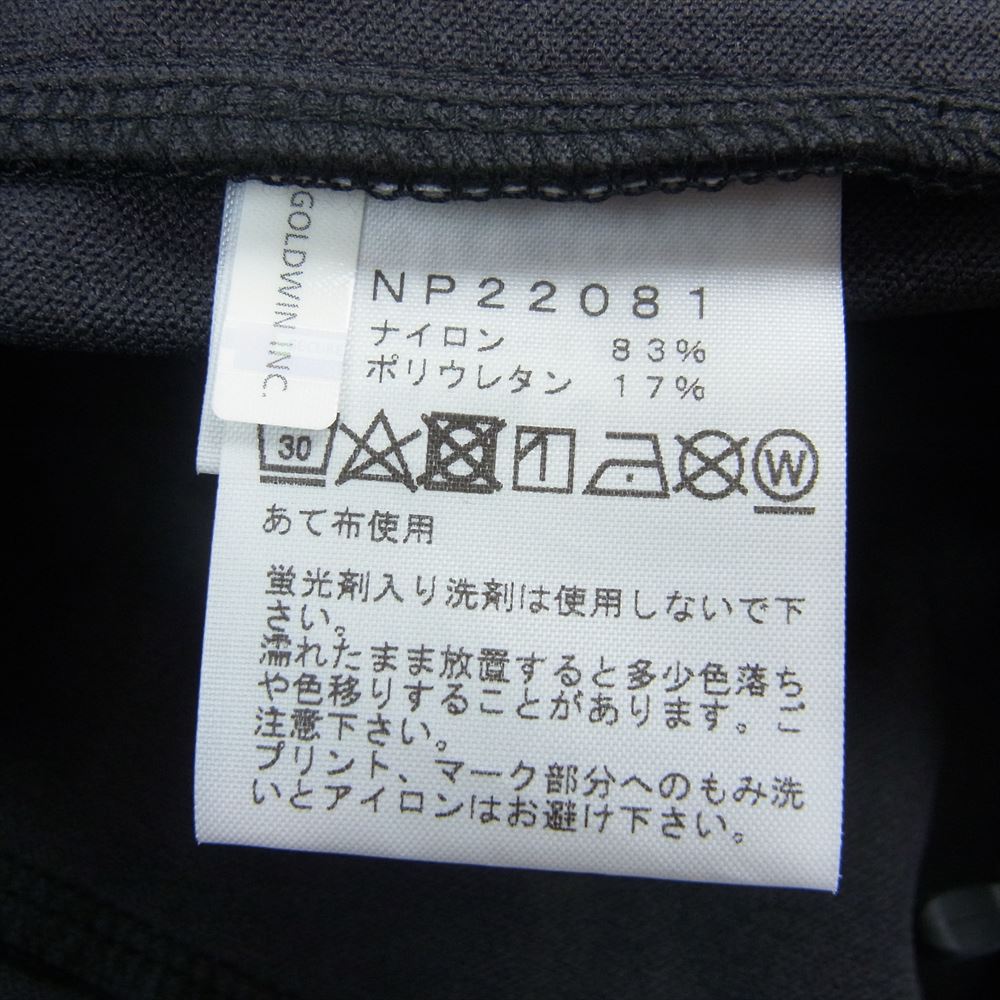 GOLDWIN INC.
NP22081
ナイロン 83%
ポリウレタン 17%
30
W
あて布使用
蛍光剤入り洗剤は使用しないで下
さい。
濡れたまま放置すると多少色落ち
や色移りすることがあります。ご
注意下さい。
プリント、マーク部分へのもみ洗
いとアイロンはお避け下さい。